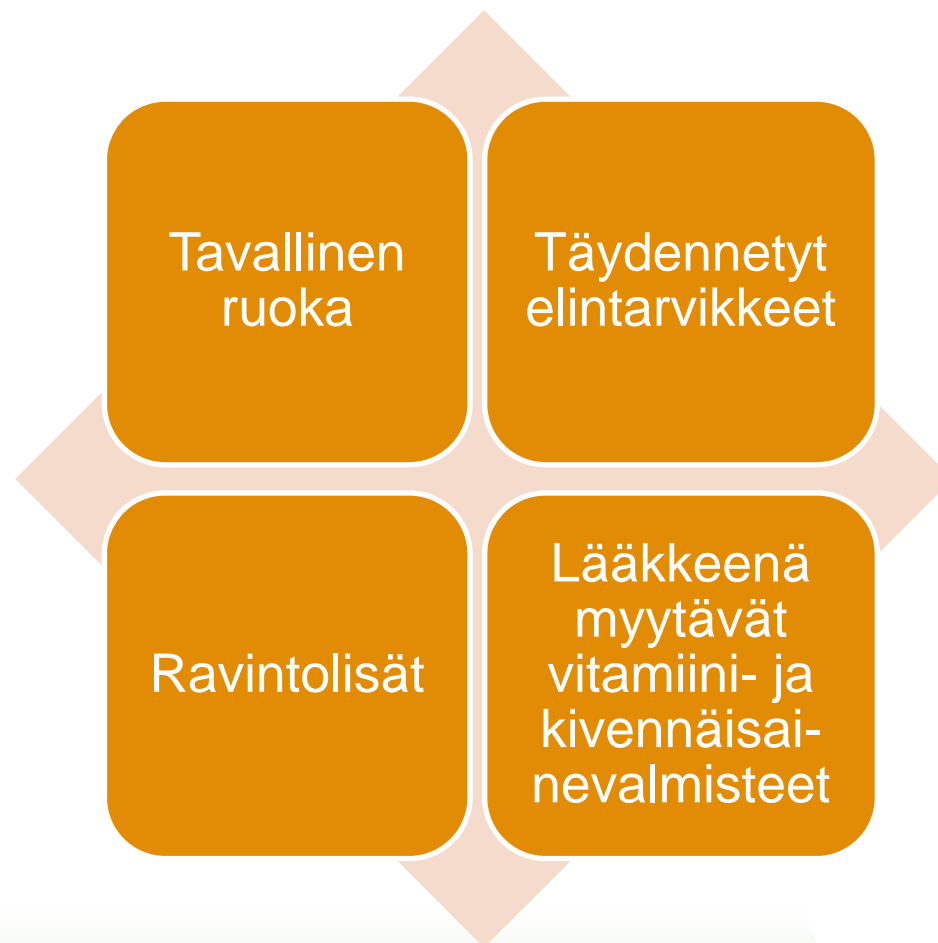 Tavallinen
ruoka
Täydennetyt
elintarvikkeet
Ravintolisät
Lääkkeenä
myytävät
vitamiini- ja
kivennäisai-
nevalmisteet